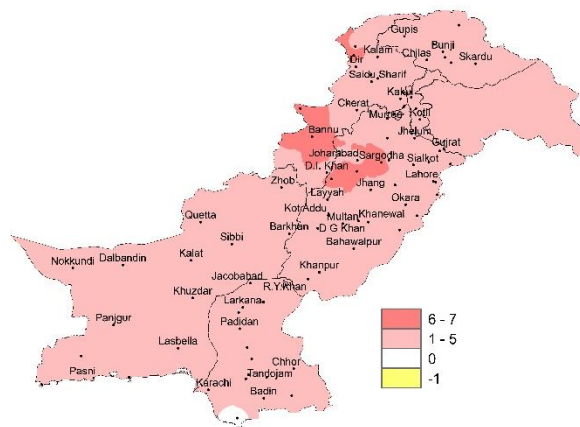 Gupis
Kalam
Chilas
Bunji
Skardu
Dir
Saidu Sharif
Kakul
Cherat
Murree
Kotli
Bannu
Jhelum
Gujrat
Joharabad
Sargodha
Sialkot
D.I. Khan
Zhob
Jhang
Lahore
Layyah
Okara
Kot Addu
Quetta
Multan
Khanewal
Barkhan
D G Khan
Sibbi
Bahawalpur
Nokkundi
Dalbandin
Kalat
Khanpur
Jacobabad
R.Y.Khan
Khuzdar
Larkana
Panjgur
Padidan
Lasbella
Chhor
Pasni
Tandojam
Karachi
Badin
6 - 7
1 - 5
0
-1